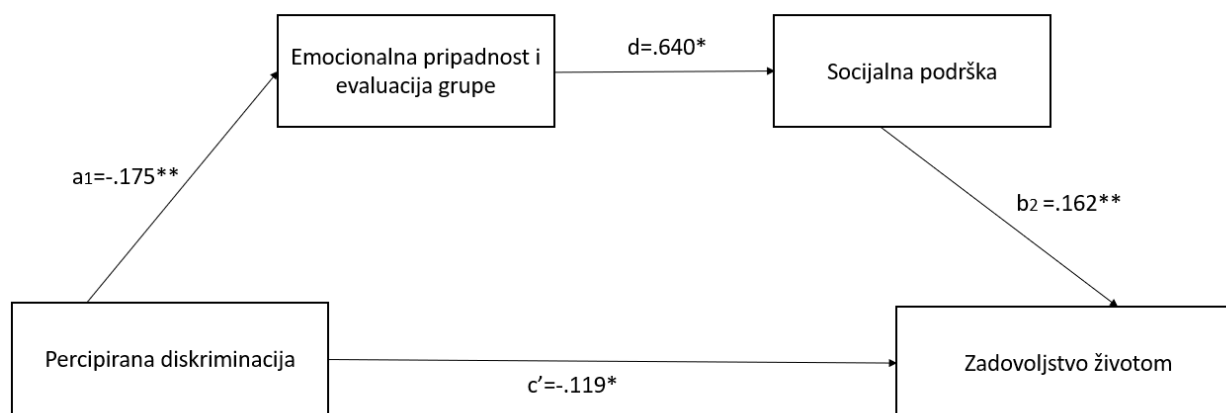 Emocionalna pripadnost i
evaluacija grupe
d=.640*
Socijalna podrška
a1=-.175**
b2 =.162**
Percipirana diskriminacija
c’=-.119*
Zadovoljstvo životom